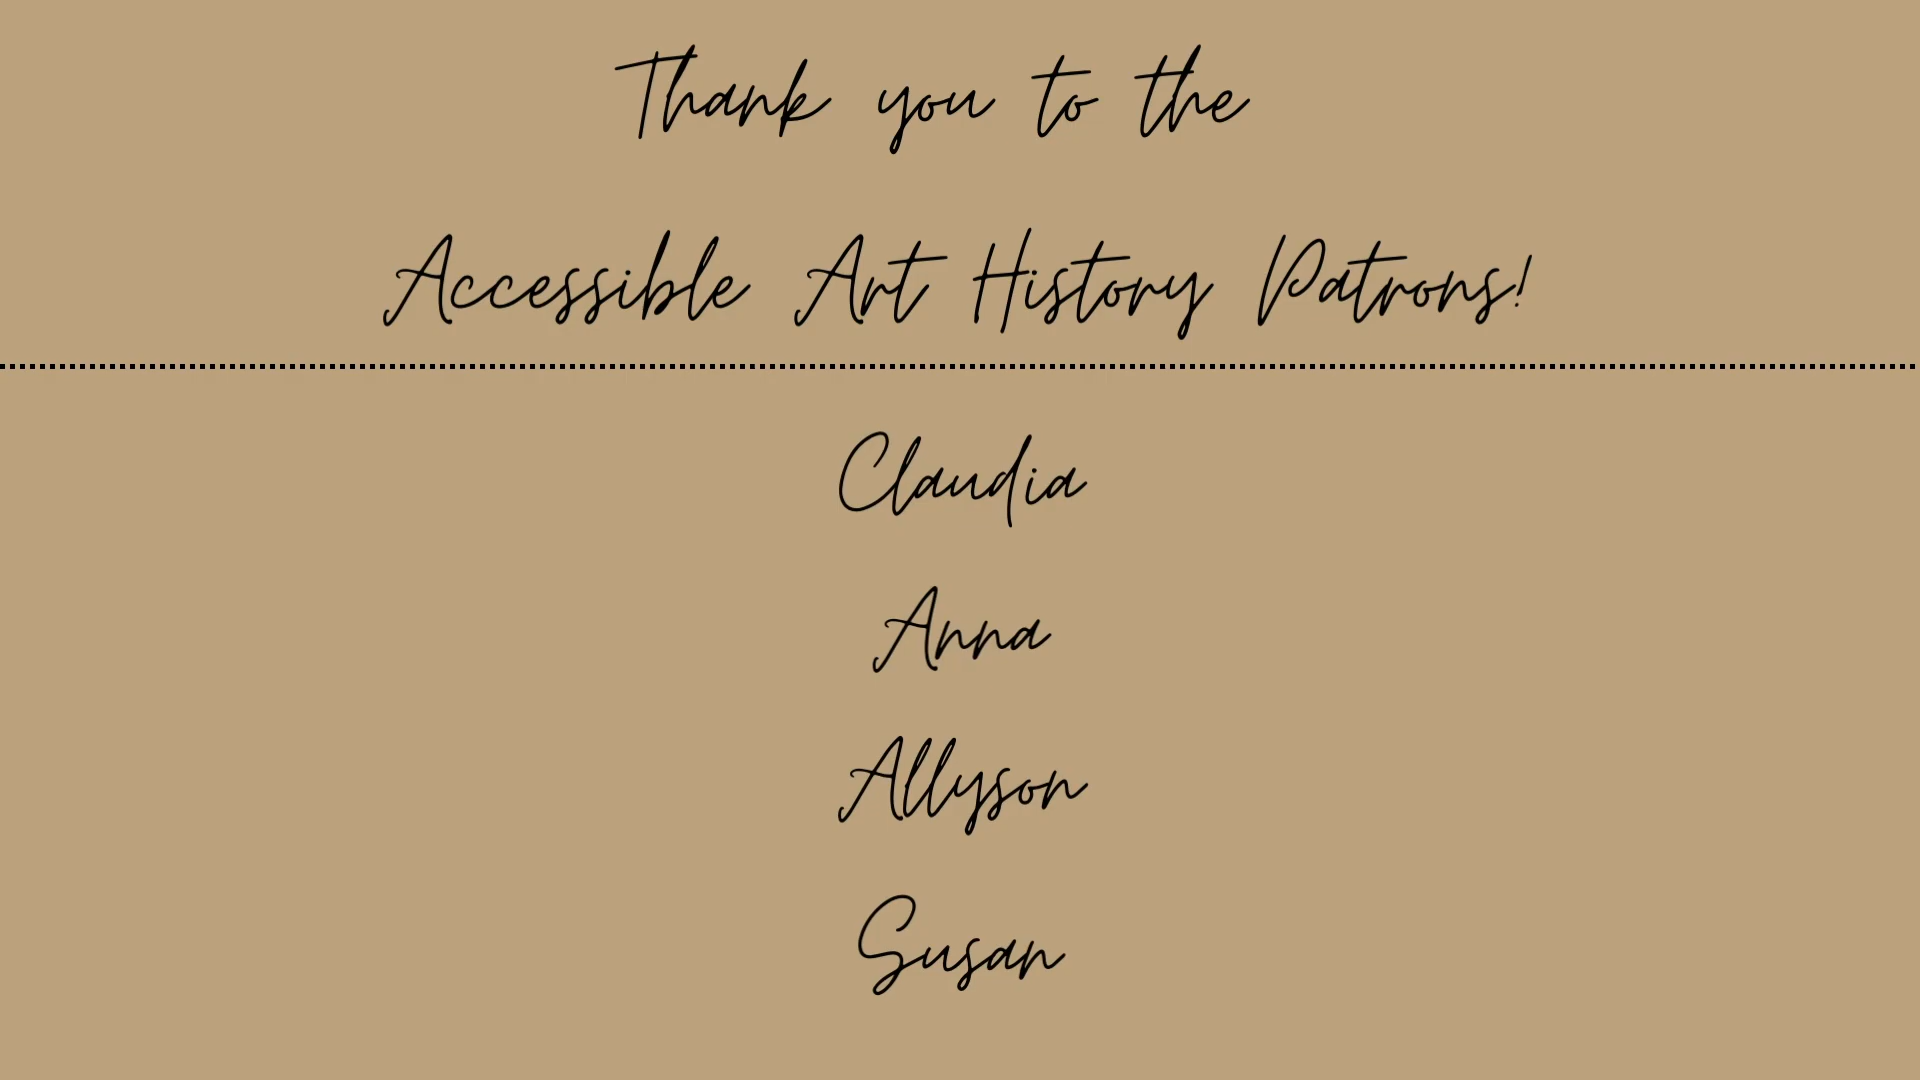 Thank you to the
Accessible Art History Patrons!
Claudia
Anna
Allyson
Susan